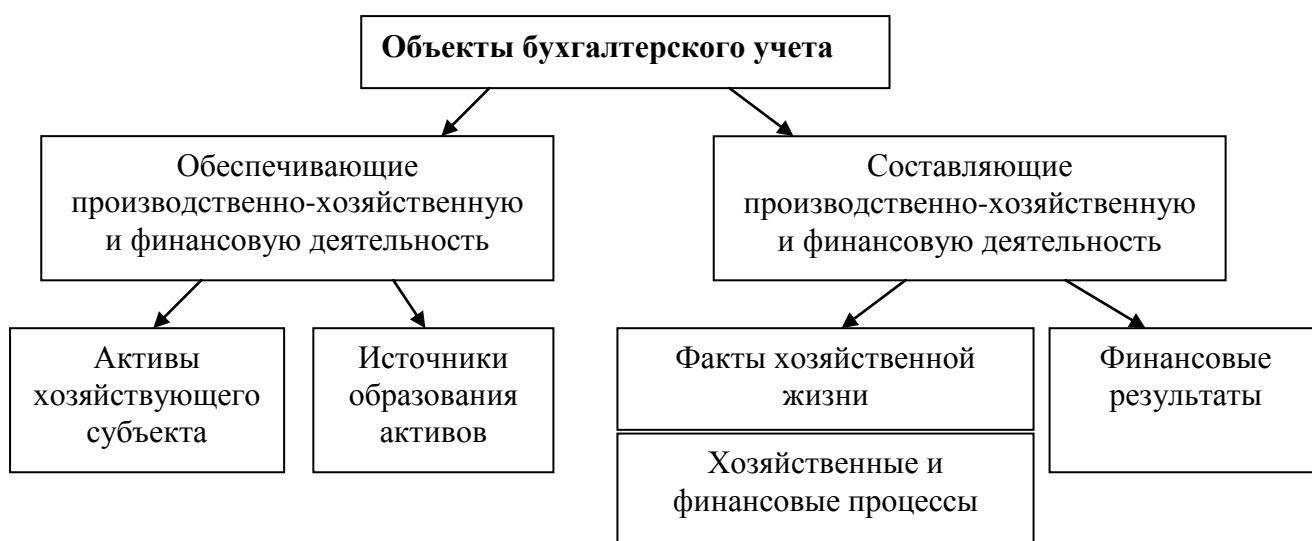 Объекты бухгалтерского учета
Обеспечивающие
производственно-хозяйственную
и финансовую деятельность
Составляющие
производственно-хозяйственную
и финансовую деятельность
Активы
хозяйствующего
субъекта
Источники
образования
активов
Факты хозяйственной
жизни
Хозяйственные и
финансовые процессы
Финансовые
результаты